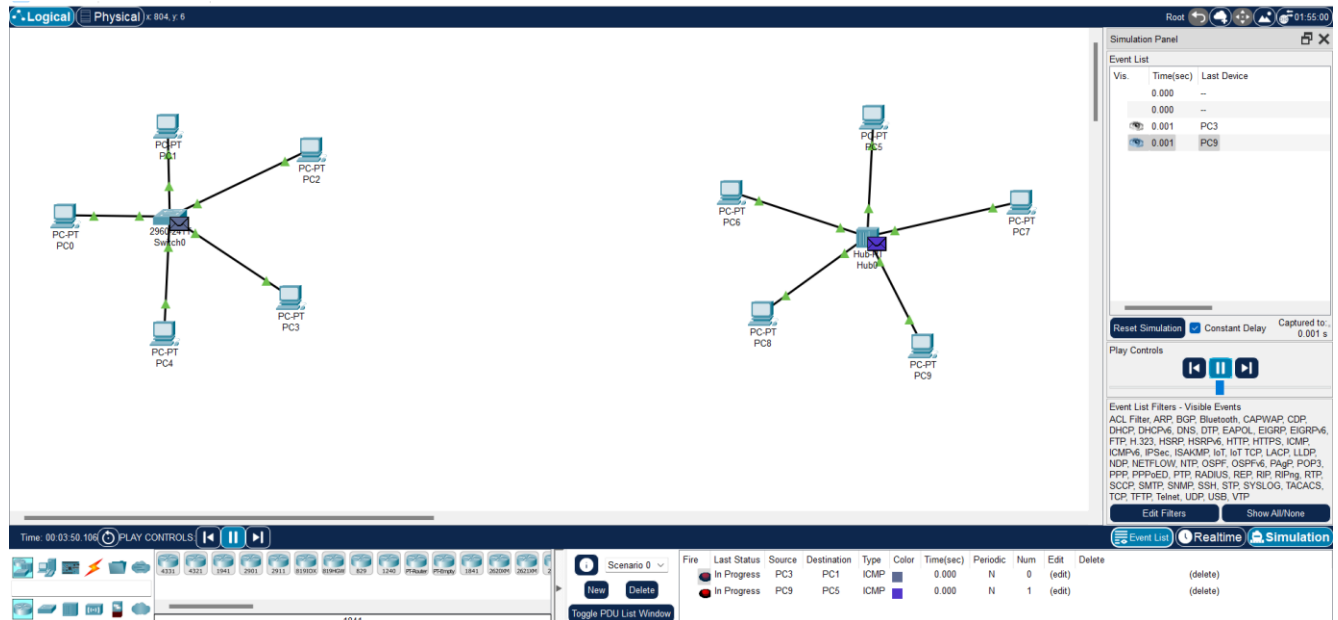 Logical Physical x: 804, y: 6 Root 01:55:00
PC-PT
PC1
PC-PT
PC2
PC-PT
PC0
Switch0
PC-PT
PC3
PC-PT
PC4
PC-PT
PC5
PC-PT
PC6
PC-PT
PC7
Hub0
PC-PT
PC8
PC-PT
PC9
Simulation Panel
Event List
Vis. Time(sec) Last Device
0.000 --
0.000 --
0.001 PC3
0.001 PC9
Reset Simulation Constant Delay Captured to:
0.001 s
Play Controls
Event List Filters - Visible Events
ACL Filter, ARP, BGP, Bluetooth, CAPWAP, CDP,
DHCP, DHCPv6, DNS, DTP, EAPOL, EIGRP, EIGRPv6,
FTP, H.323, HSRP, HSRPv6, HTTP, HTTPS, ICMP,
ICMPv6, IPSec, ISAKMP, IoT, IoT TCP, LACP, LLDP,
NDP, NETFLOW, NTP, OSPF, OSPFv6, PAgP, POP3,
PPP, PPPoED, PTP, RADIUS, REP, RIP, RIPng, RTP,
SCCP, SMTP, SNMP, SSH, STP, SYSLOG, TACACS,
TCP, TFTP, Telnet, UDP, USB, VTP
Edit Filters Show All/None
Time: 00:03:50.106 PLAY CONTROLS: Event List Realtime Simulation
4331 4321 1941 2901 2911 819IOX 819HGW 829 1240 PT-Router PT-Empty 1841 2620XM 2621XM
Scenario 0
New Delete
Toggle PDU List Window
Fire Last Status Source Destination Type Color Time(sec) Periodic Num Edit Delete
In Progress PC3 PC1 ICMP 0.000 N 0 (edit) (delete)
In Progress PC9 PC5 ICMP 0.000 N 1 (edit) (delete)